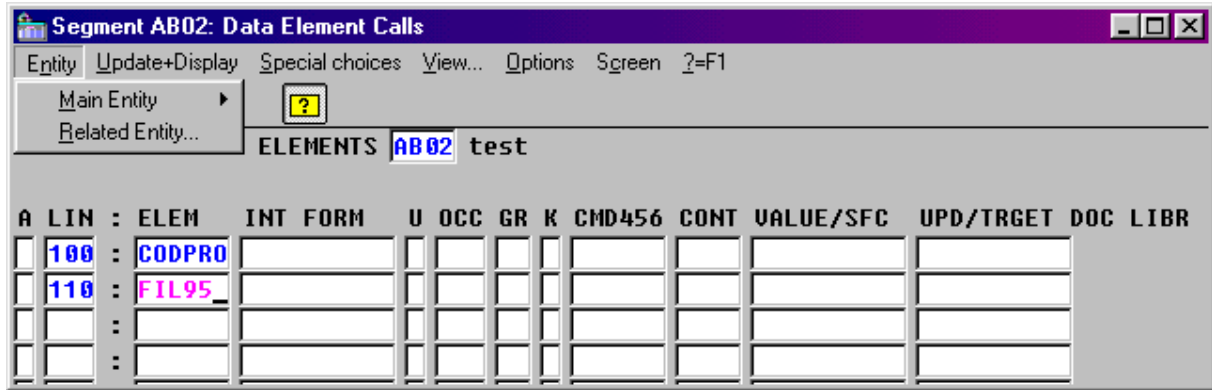 Segment AB02: Data Element Calls
Entity Update+Display Special choices View... Options Screen ?=F1
Main Entity
?
Related Entity...
ELEMENTS AB02 test
A LIN : ELEM INT FORM U OCC GR K CMD456 CONT VALUE/SFC UPD/TRGET DOC LIBR
100 : CODPRO
110 : FIL95_
:
: